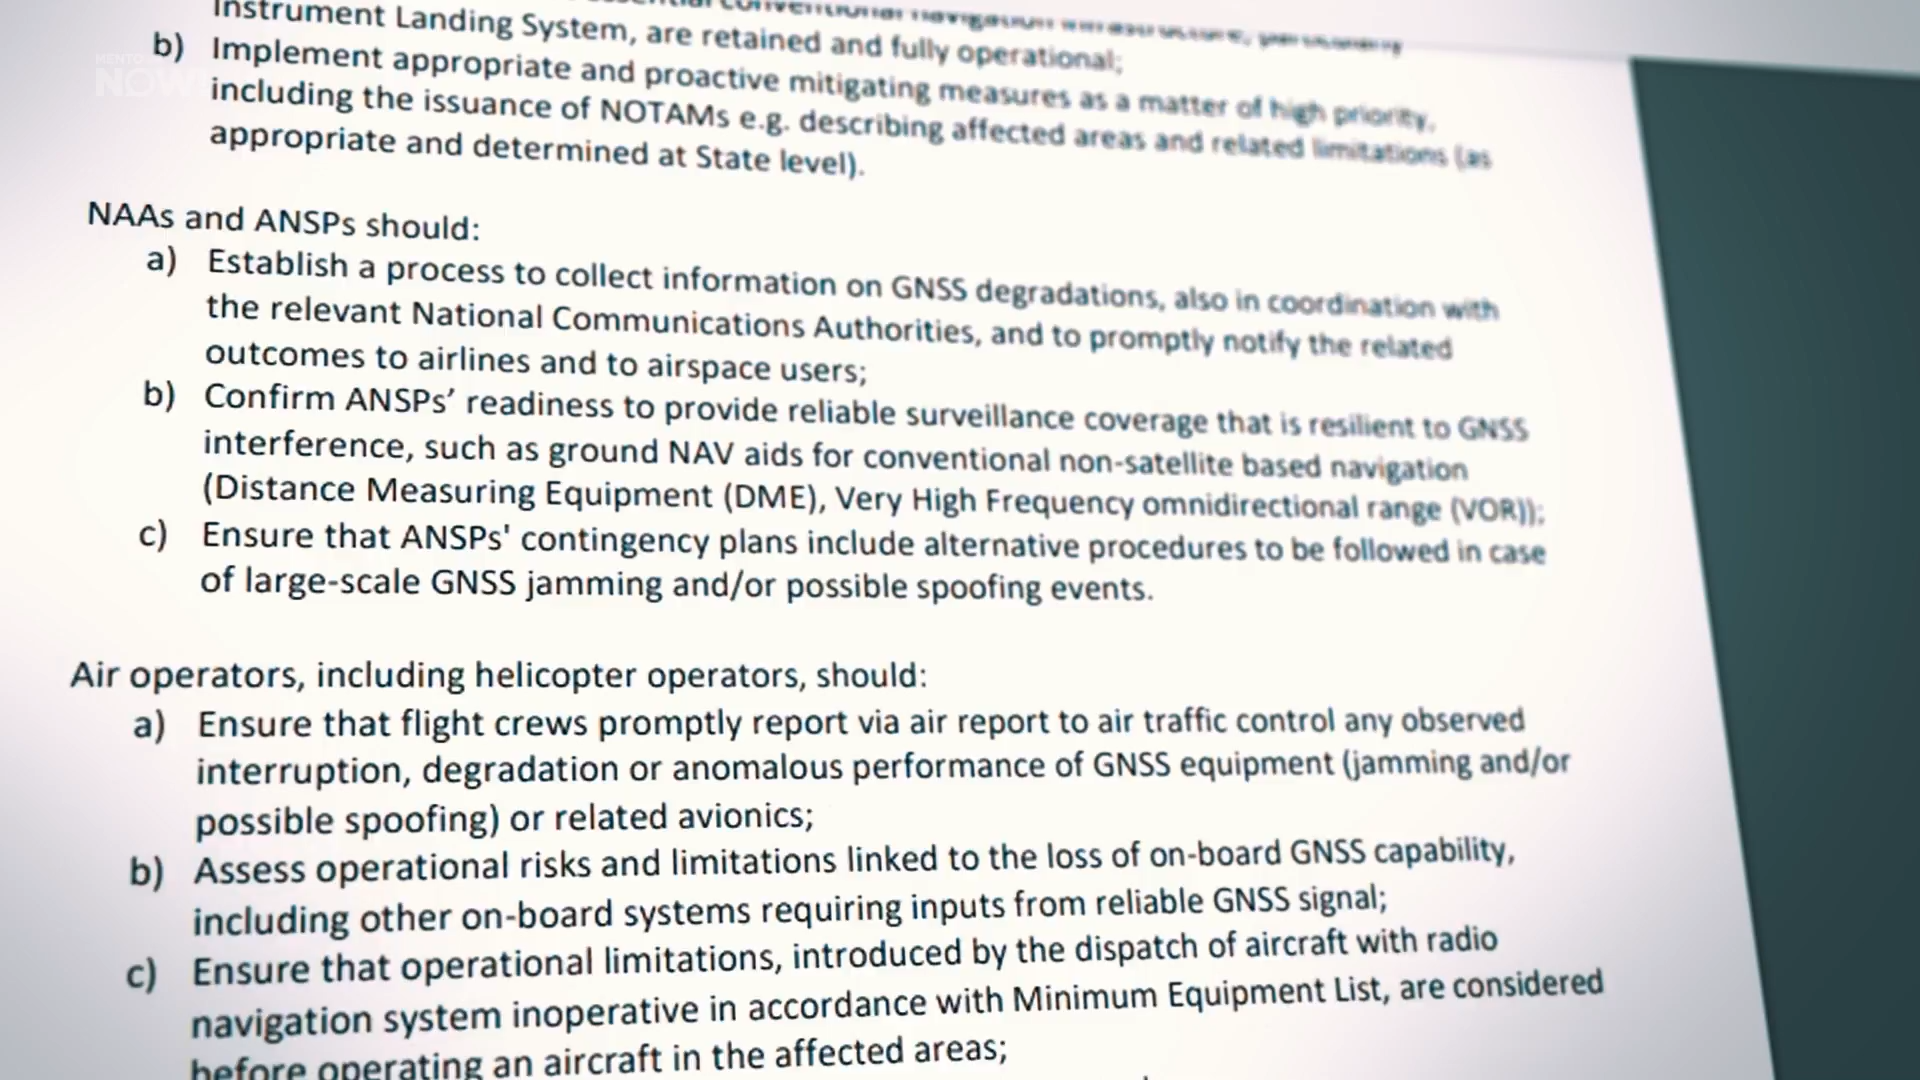 conventional navigation infrastructure,
Instrument Landing System, are retained and fully operational;
b) Implement appropriate and proactive mitigating measures as a matter of high priority,
including the issuance of NOTAMs e.g. describing affected areas and related limitations (as
appropriate and determined at State level).
NAAs and ANSPs should:
a) Establish a process to collect information on GNSS degradations, also in coordination with
the relevant National Communications Authorities, and to promptly notify the related
outcomes to airlines and to airspace users;
b) Confirm ANSPs’ readiness to provide reliable surveillance coverage that is resilient to GNSS
interference, such as ground NAV aids for conventional non-satellite based navigation
(Distance Measuring Equipment (DME), Very High Frequency omnidirectional range (VOR));
c) Ensure that ANSPs' contingency plans include alternative procedures to be followed in case
of large-scale GNSS jamming and/or possible spoofing events.
Air operators, including helicopter operators, should:
a) Ensure that flight crews promptly report via air report to air traffic control any observed
interruption, degradation or anomalous performance of GNSS equipment (jamming and/or
possible spoofing) or related avionics;
b) Assess operational risks and limitations linked to the loss of on-board GNSS capability,
including other on-board systems requiring inputs from reliable GNSS signal;
c) Ensure that operational limitations, introduced by the dispatch of aircraft with radio
navigation system inoperative in accordance with Minimum Equipment List, are considered
before operating an aircraft in the affected areas;
MENTOUR
NOW!